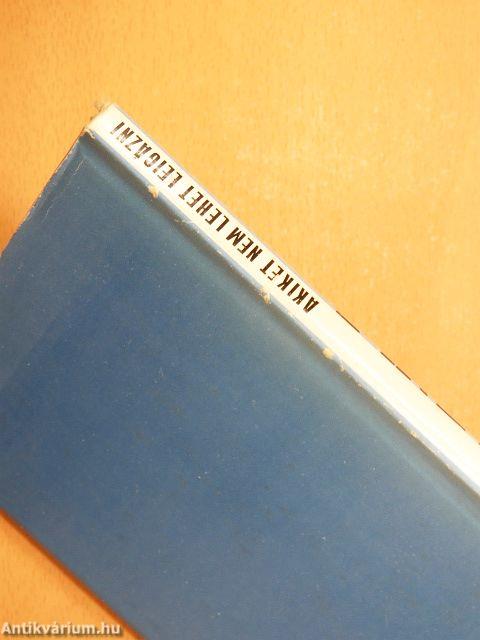 AKIKET NEM LEHET LEIGÁZNI
Antikvárium.hu